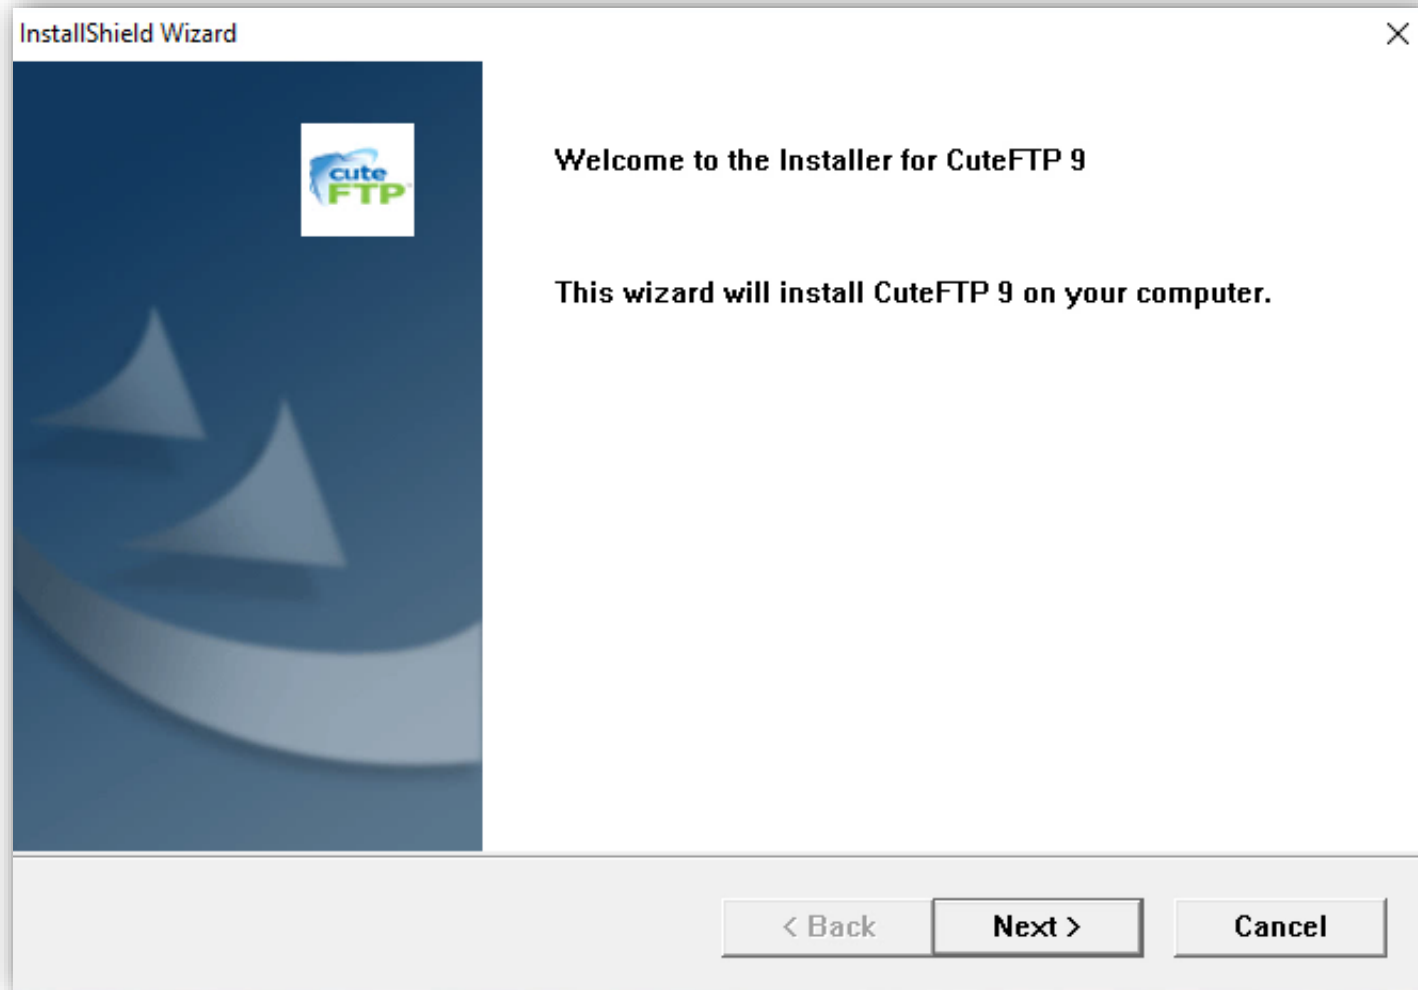 InstallShield Wizard
cute
FTP
Welcome to the Installer for CuteFTP 9
This wizard will install CuteFTP 9 on your computer.
< Back
Next >
Cancel